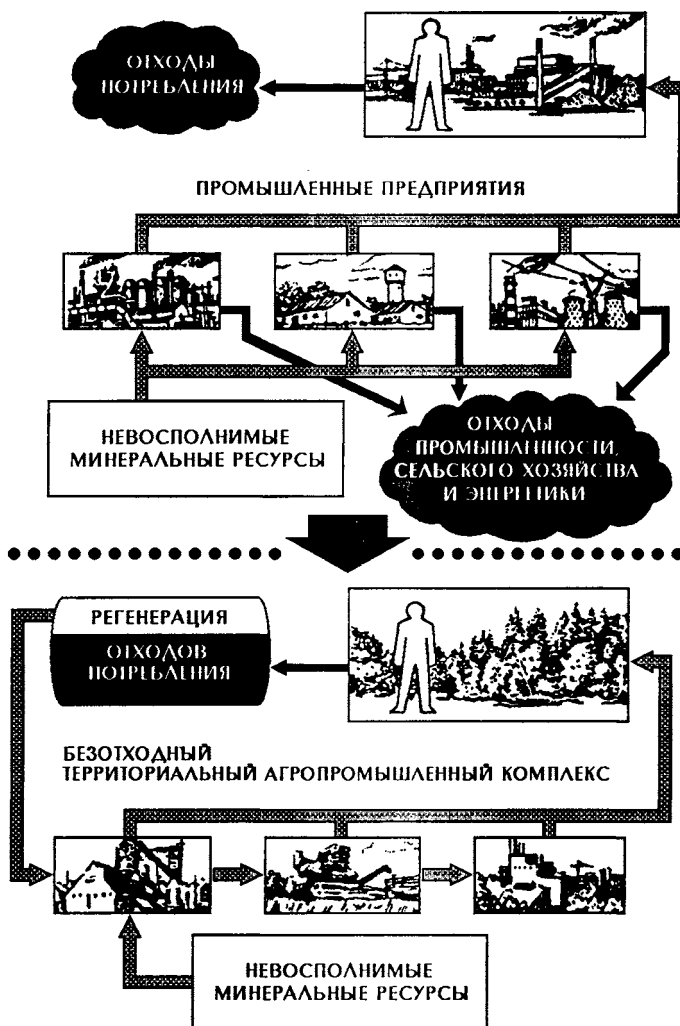 ОТХОДЫ
ПОТРЕБЛЕНИЯ
ПРОМЫШЛЕННЫЕ ПРЕДПРИЯТИЯ
НЕВОСПОЛНИМЫЕ
МИНЕРАЛЬНЫЕ РЕСУРСЫ
ОТХОДЫ
ПРОМЫШЛЕННОСТИ,
СЕЛЬСКОГО ХОЗЯЙСТВА
И ЭНЕРГЕТИКИ
РЕГЕНЕРАЦИЯ
ОТХОДОВ
ПОТРЕБЛЕНИЯ
БЕЗОТХОДНЫЙ
ТЕРРИТОРИАЛЬНЫЙ АГРОПРОМЫШЛЕННЫЙ КОМПЛЕКС
НЕВОСПОЛНИМЫЕ
МИНЕРАЛЬНЫЕ РЕСУРСЫ